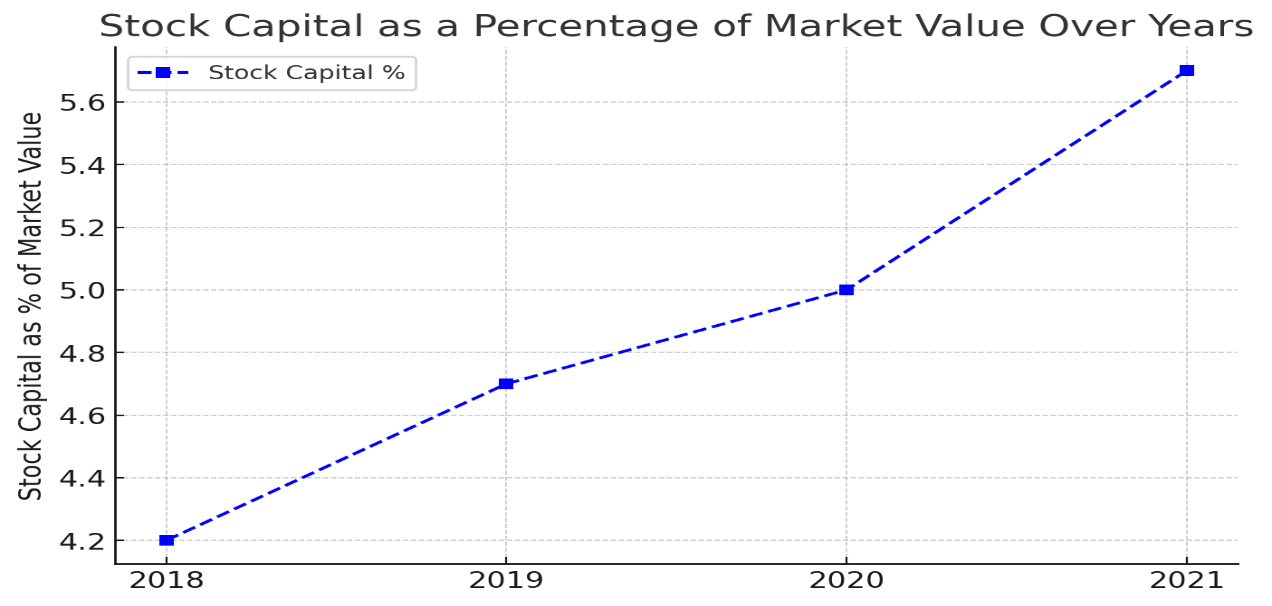 Stock Capital as a Percentage of Market Value Over Years
Stock Capital %
Stock Capital as % of Market Value
5.6
5.4
5.2
5.0
4.8
4.6
4.4
4.2
2018 2019 2020 2021